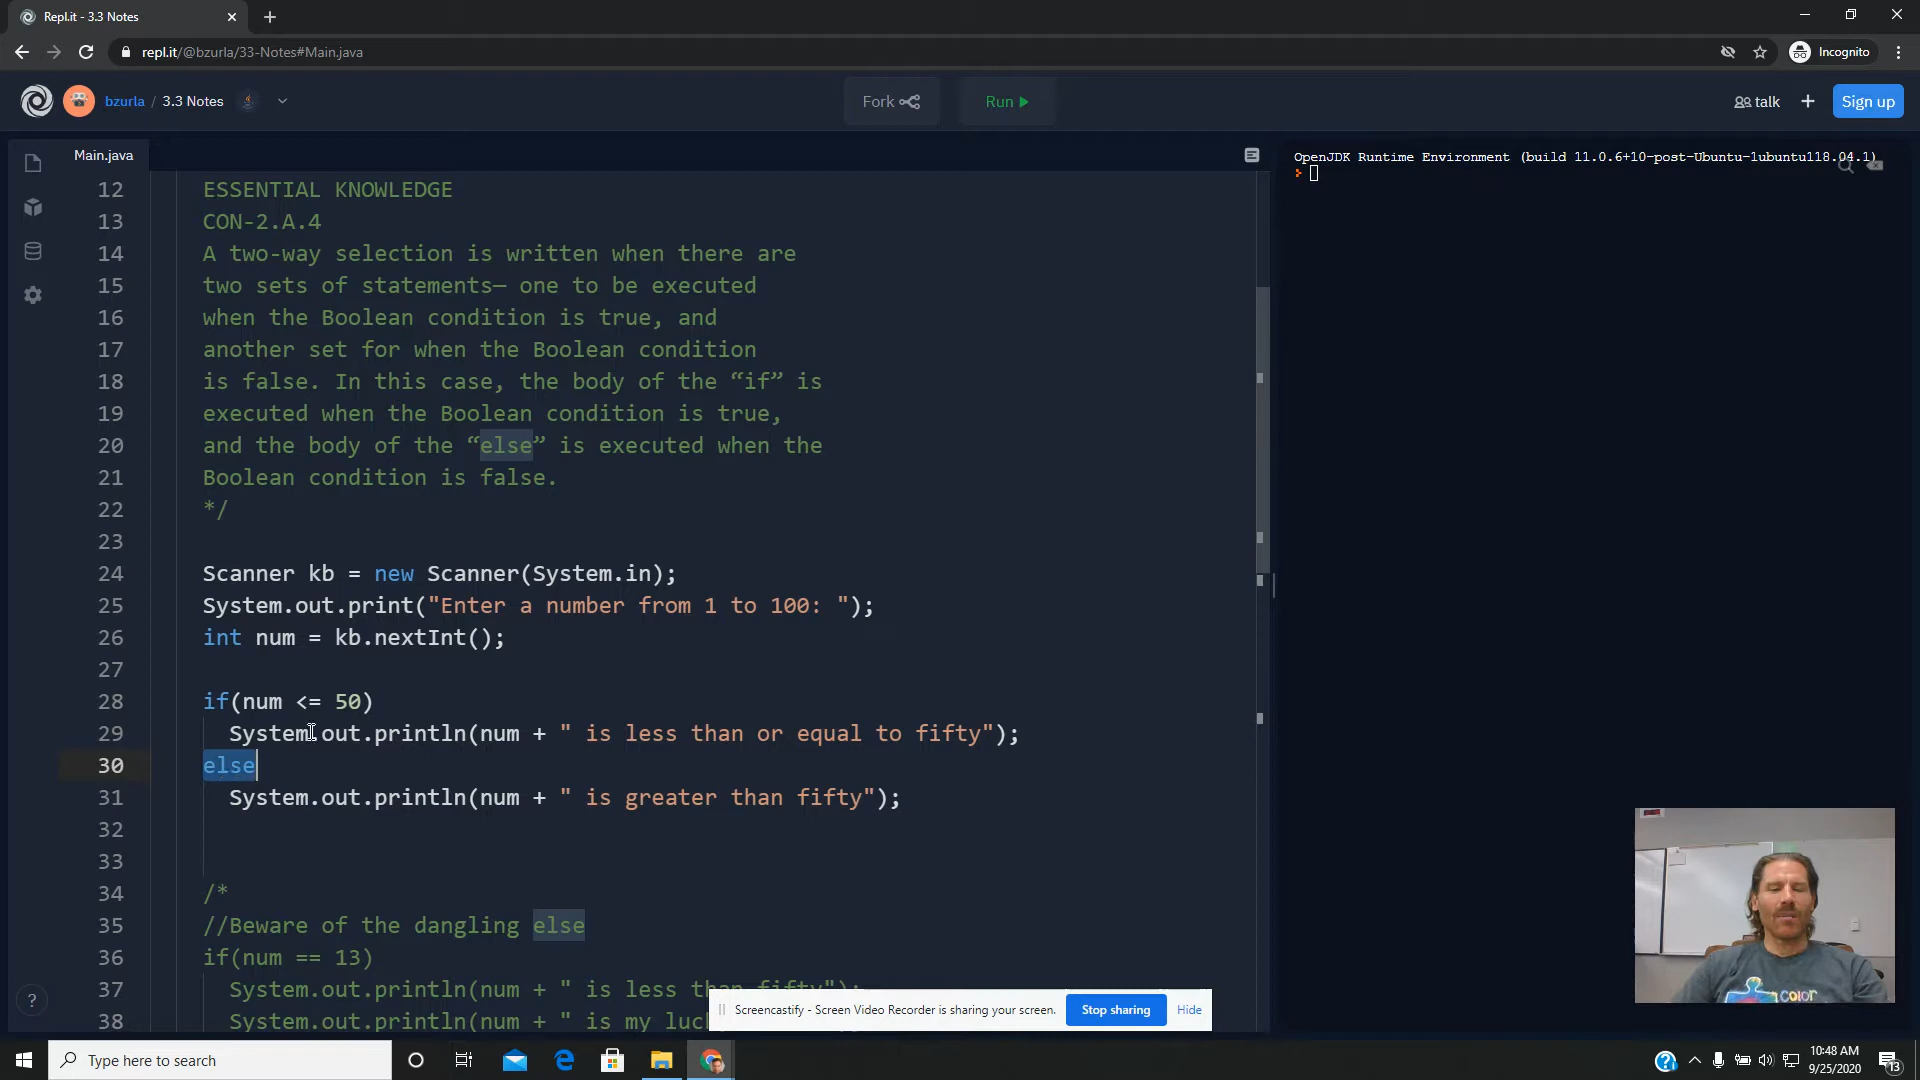 Repl.it - 3.3 Notes
repl.it/@bzurla/33-Notes#Main.java
Incognito
bzurla / 3.3 Notes
Fork
Run
talk
Sign up
Main.java
OpenJDK Runtime Environment (build 11.0.6+10-post-Ubuntu-1ubuntu118.04.1)
12 ESSENTIAL KNOWLEDGE
13 CON-2.A.4
14 A two-way selection is written when there are
15 two sets of statements— one to be executed
16 when the Boolean condition is true, and
17 another set for when the Boolean condition
18 is false. In this case, the body of the “if” is
19 executed when the Boolean condition is true,
20 and the body of the “else” is executed when the
21 Boolean condition is false.
22 */
23
24 Scanner kb = new Scanner(System.in);
25 System.out.print("Enter a number from 1 to 100: ");
26 int num = kb.nextInt();
27
28 if(num <= 50)
29 System.out.println(num + " is less than or equal to fifty");
30 else
31 System.out.println(num + " is greater than fifty");
32
33
34 /*
35 //Beware of the dangling else
36 if(num == 13)
37 System.out.println(num + " is less than fifty");
38 System.out.println(num + " is my luc
Screencastify - Screen Video Recorder is sharing your screen.
Stop sharing
Hide
Type here to search
10:48 AM
9/25/2020
13